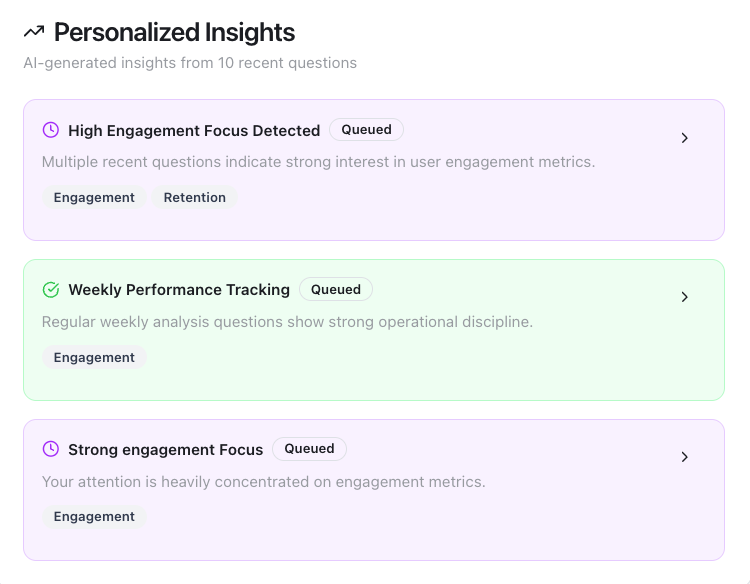 Personalized Insights
AI-generated insights from 10 recent questions
High Engagement Focus Detected Queued
Multiple recent questions indicate strong interest in user engagement metrics.
Engagement Retention
Weekly Performance Tracking Queued
Regular weekly analysis questions show strong operational discipline.
Engagement
Strong engagement Focus Queued
Your attention is heavily concentrated on engagement metrics.
Engagement